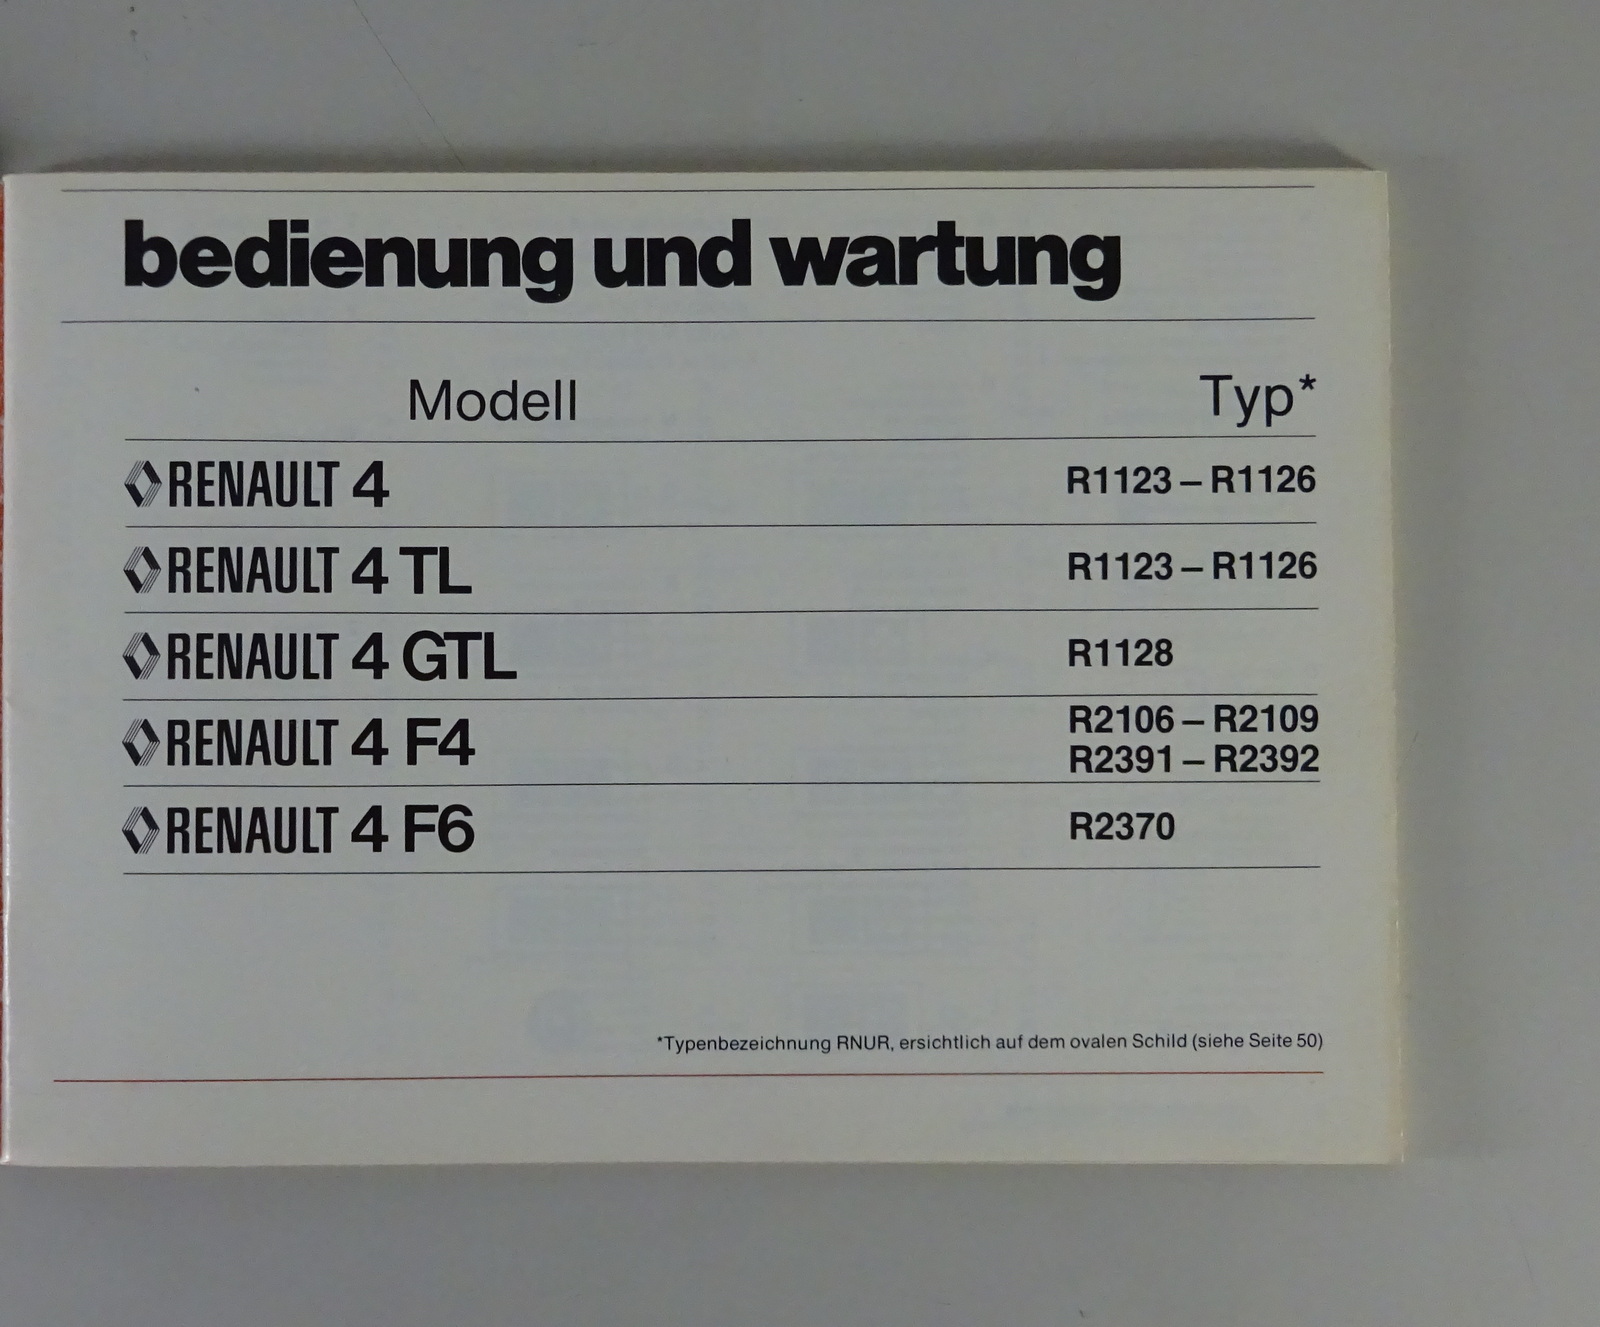 bedienung und wartung
Modell Typ*
RENAULT 4 R1123 – R1126
RENAULT 4 TL R1123 – R1126
RENAULT 4 GTL R1128
RENAULT 4 F4 R2106 – R2109
R2391 – R2392
RENAULT 4 F6 R2370
*Typenbezeichnung RNUR, ersichtlich auf dem ovalen Schild (siehe Seite 50)